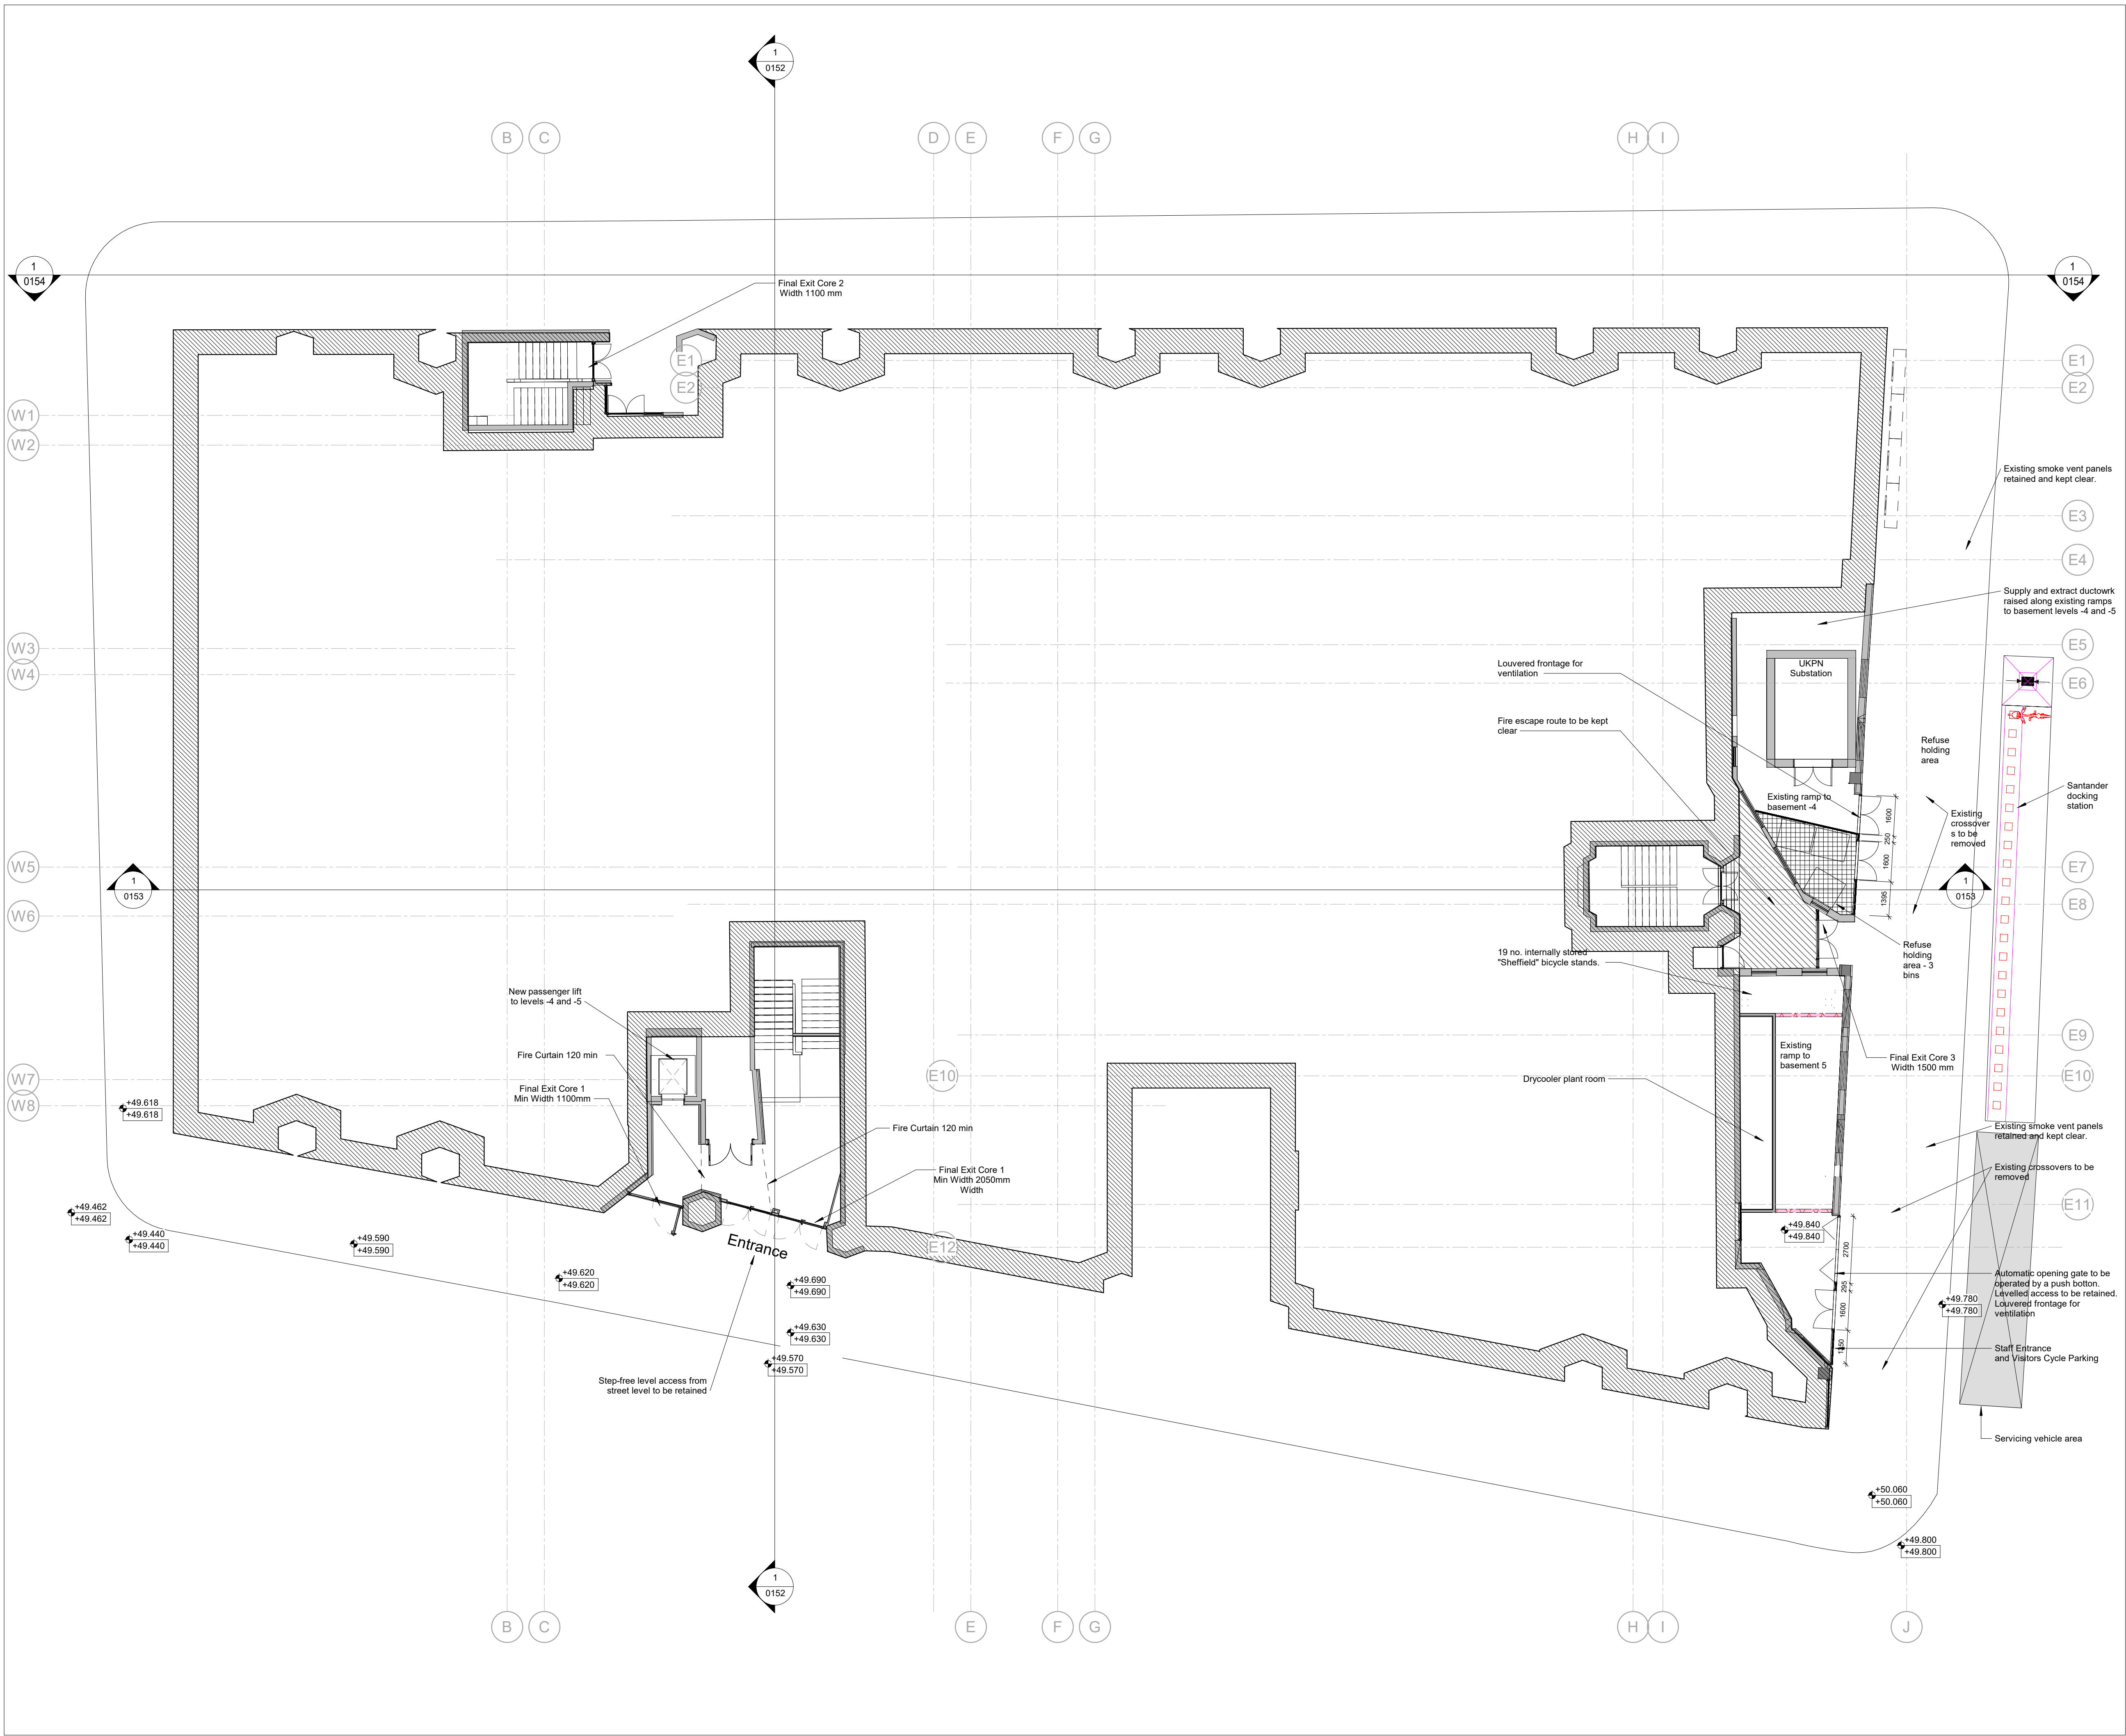 1
0152
B
C
D
E
F
G
H
I
1
0154
1
0154
Final Exit Core 2
Width 1100 mm
E1
E2
E1
E2
W1
W2
Existing smoke vent panels
retained and kept clear.
E3
E4
Supply and extract ductowrk
raised along existing ramps
to basement levels -4 and -5
W3
W4
E5
E6
Louvered frontage for
ventilation
UKPN
Substation
Fire escape route to be kept
clear
Refuse
holding
area
Santander
docking
station
Existing ramp to
basement -4
Existing
crossover
s to be
removed
1600
250
1600
1395
W5
W6
1
0153
1
0153
E7
E8
Refuse
holding
area - 3
bins
19 no. internally stored
"Sheffield" bicycle stands.
New passenger lift
to levels -4 and -5
Fire Curtain 120 min
Final Exit Core 1
Min Width 1100mm
W7
W8
E10
E9
E10
Existing
ramp to
basement 5
Final Exit Core 3
Width 1500 mm
Drycooler plant room
+49.618
+49.618
Fire Curtain 120 min
Existing smoke vent panels
retained and kept clear.
Final Exit Core 1
Min Width 2050mm
Width
Existing crossovers to be
removed
E11
+49.462
+49.462
+49.440
+49.440
+49.590
+49.590
Entrance
E12
+49.840
+49.840
2700
295
1600
+49.620
+49.620
+49.690
+49.690
Automatic opening gate to be
operated by a push botton.
Levelled access to be retained.
Louvered frontage for
ventilation
+49.780
+49.780
+49.630
+49.630
+49.570
+49.570
Staff Entrance
and Visitors Cycle Parking
Step-free level access from
street level to be retained
Servicing vehicle area
+50.060
+50.060
+49.800
+49.800
1
0152
B
C
E
F
G
H
I
J